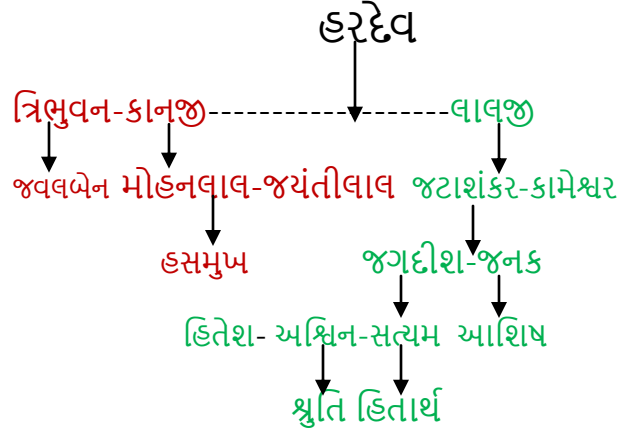 હરદેવ
ત્રિભુવન-કાનજી-------------------લાલજી
જવલબેન મોહનલાલ-જયંતીલાલ જટાશંકર-કામેશ્વર
હસમુખ જગદીશ-જનક
હિતેશ- અશ્વિન-સત્યમ આશિષ
શ્રુતિ હિતાર્થ